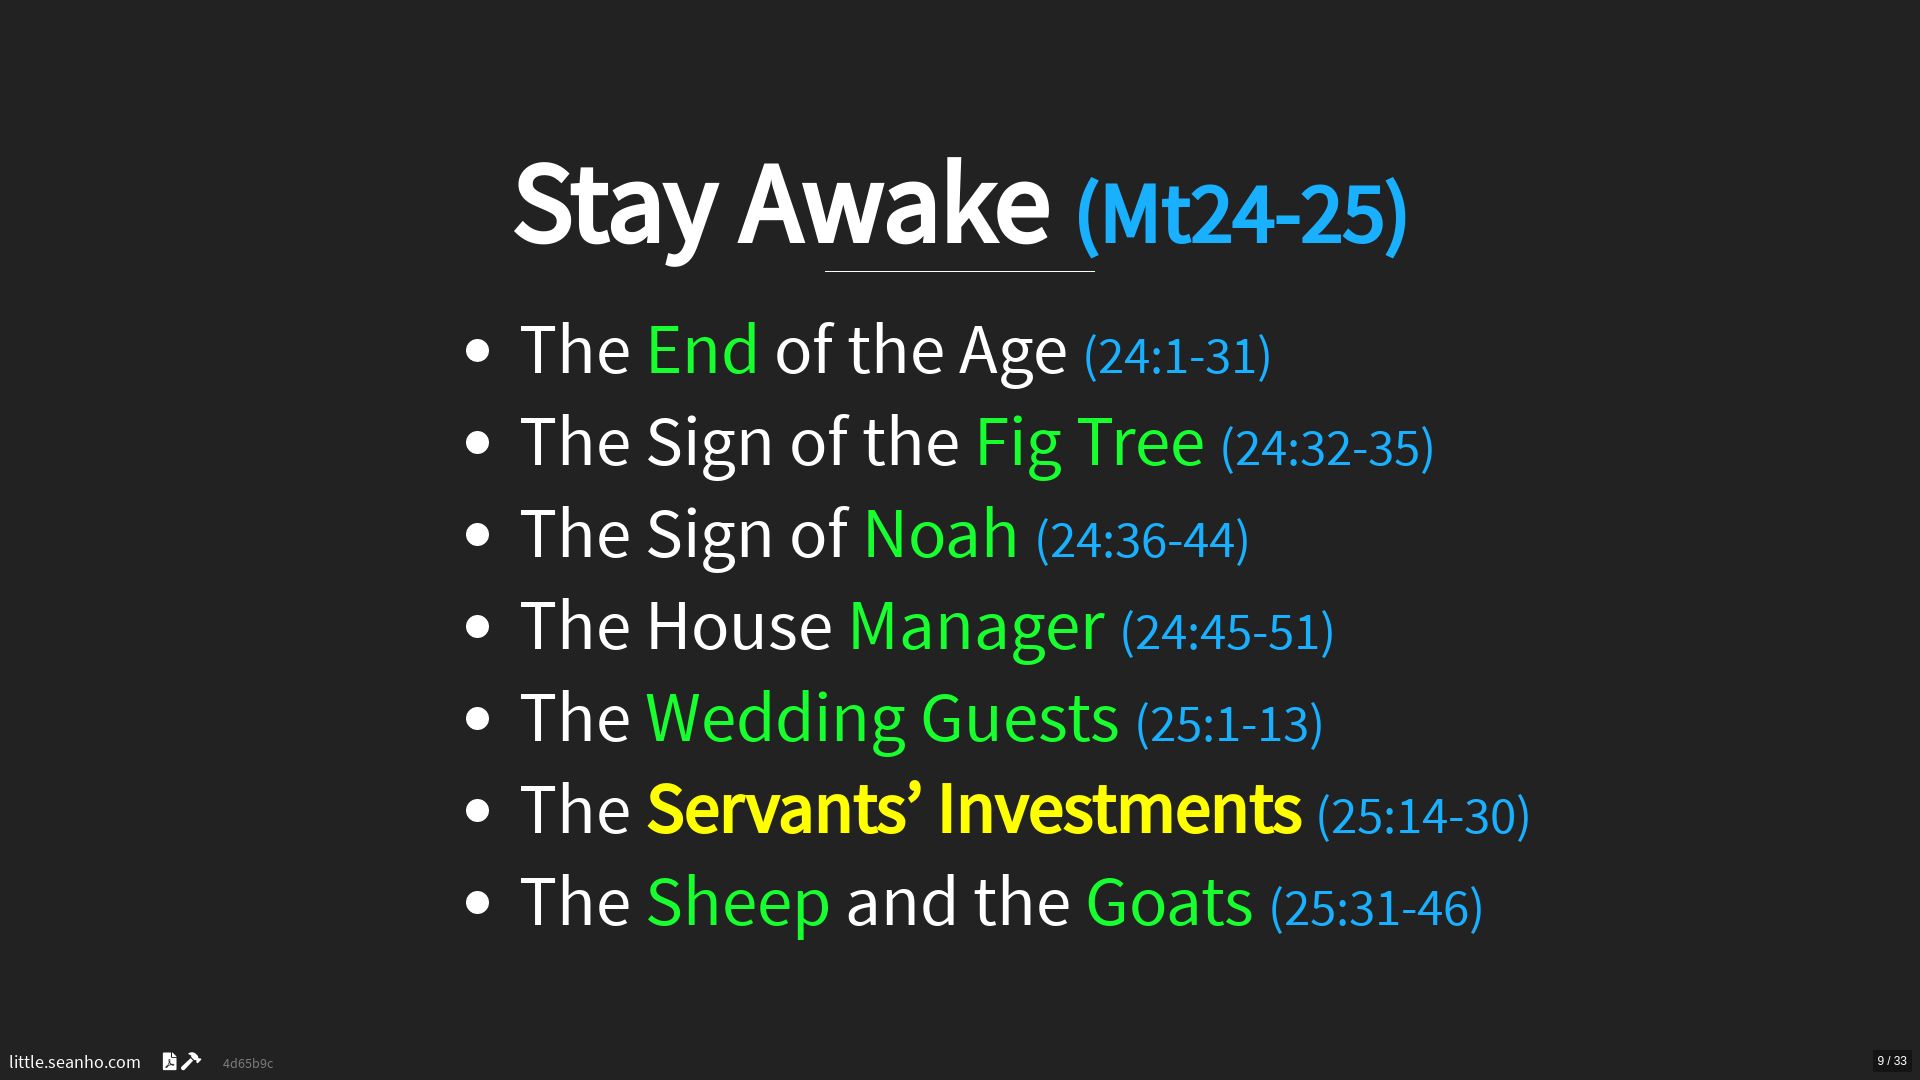 Stay Awake (Mt24-25)
• The End of the Age (24:1-31)
• The Sign of the Fig Tree (24:32-35)
• The Sign of Noah (24:36-44)
• The House Manager (24:45-51)
• The Wedding Guests (25:1-13)
• The Servants’ Investments (25:14-30)
• The Sheep and the Goats (25:31-46)
little.seanho.com 4d65b9c
9 / 33